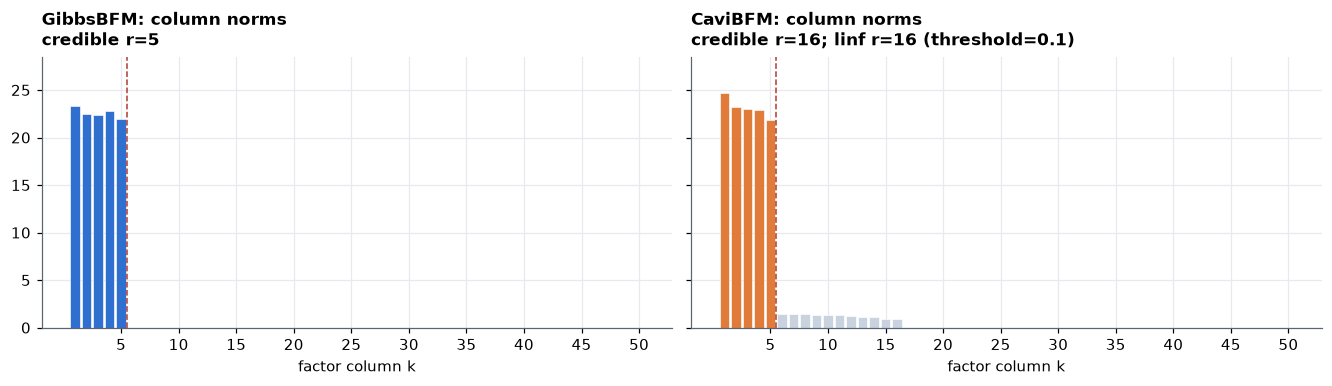 GibbsBFM: column norms
credible r=5
25
20
15
10
5
0
5 10 15 20 25 30 35 40 45 50
factor column k
CaviBFM: column norms
credible r=16; linf r=16 (threshold=0.1)
5 10 15 20 25 30 35 40 45 50
factor column k